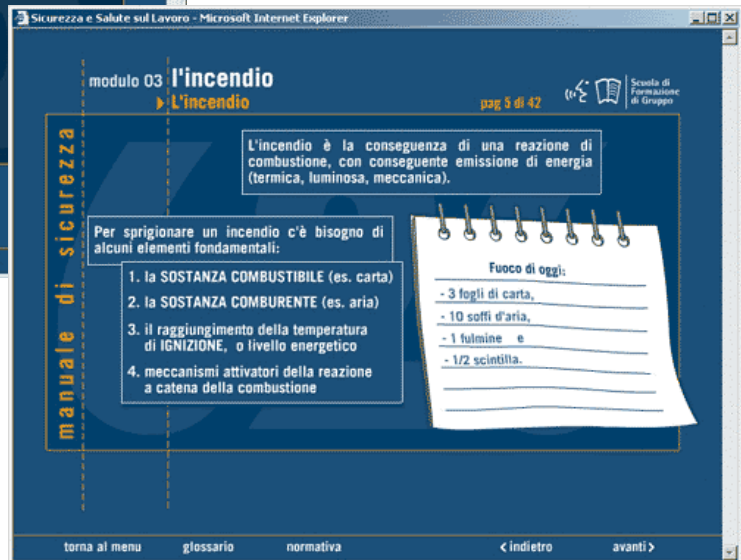 Sicurezza e Salute sul Lavoro - Microsoft Internet Explorer
modulo 03 l'incendio
L'incendio
pag 5 di 42
Scuola di
Formazione
di Gruppo
manuale di sicurezza
L'incendio è la conseguenza di una reazione di
combustione, con conseguente emissione di energia
(termica, luminosa, meccanica).
Per sprigionare un incendio c'è bisogno di
alcuni elementi fondamentali:
1. la SOSTANZA COMBUSTIBILE (es. carta)
2. la SOSTANZA COMBURENTE (es. aria)
3. il raggiungimento della temperatura
di IGNIZIONE, o livello energetico
4. meccanismi attivatori della reazione
a catena della combustione
Fuoco di oggi:
- 3 fogli di carta,
- 10 soffi d'aria,
- 1 fulmine e
- 1/2 scintilla.
torna al menu glossario normativa < indietro avanti >